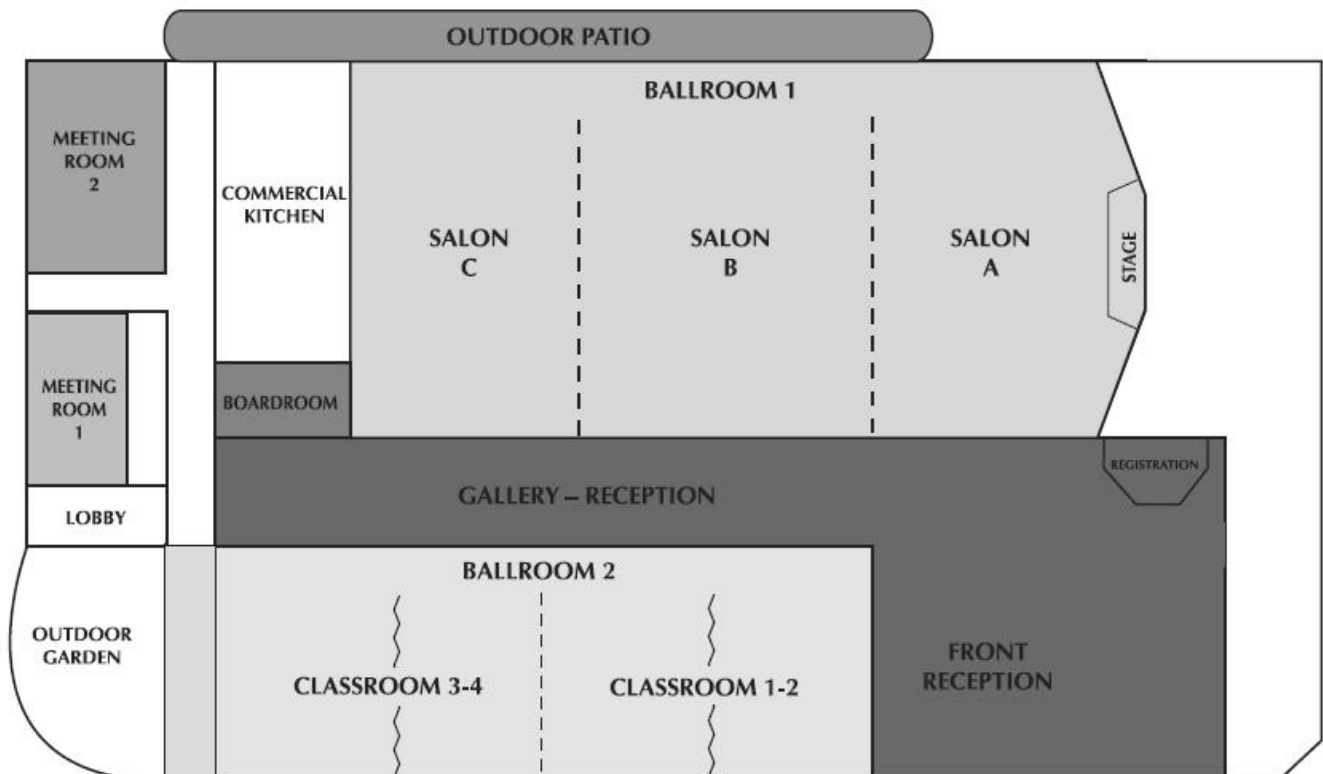 OUTDOOR PATIO
BALLROOM 1
MEETING
ROOM
2
COMMERCIAL
KITCHEN
SALON
C
SALON
B
SALON
A
STAGE
MEETING
ROOM
1
BOARDROOM
REGISTRATION
GALLERY – RECEPTION
LOBBY
BALLROOM 2
OUTDOOR
GARDEN
CLASSROOM 3-4
CLASSROOM 1-2
FRONT
RECEPTION